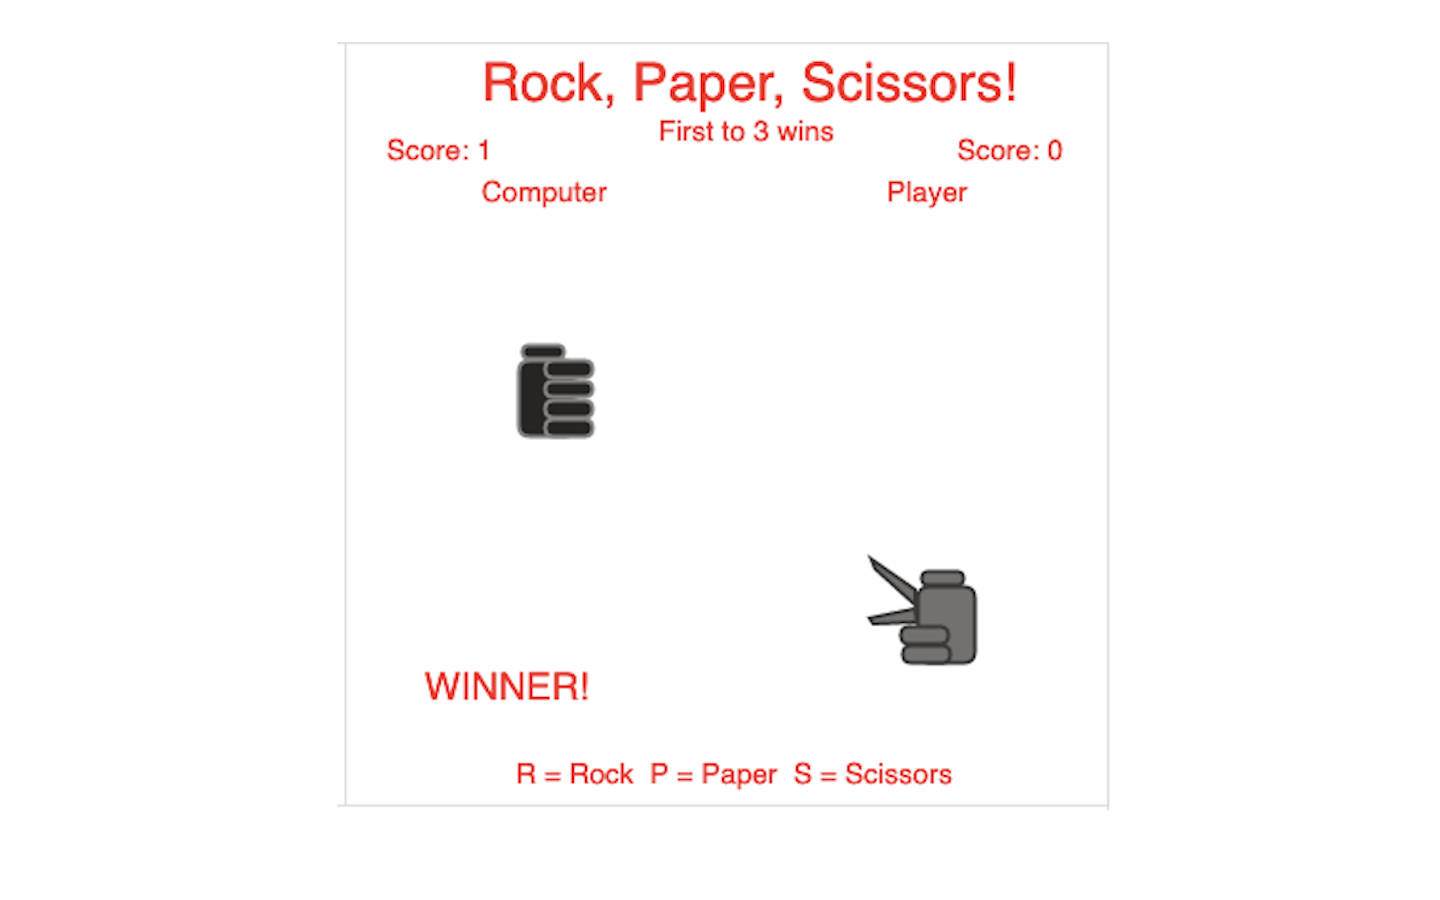 Rock, Paper, Scissors!
First to 3 wins
Score: 1 Score: 0
Computer Player
WINNER!
R = Rock P = Paper S = Scissors